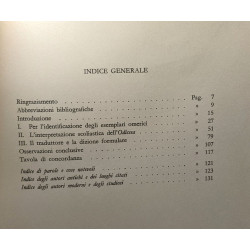 INDICE GENERALE
Ringraziamento Pag. 7
Abbreviazioni bibliografiche » 9
Introduzione » 15
I. Per l'identificazione degli esemplari omerici » 27
II. L'interpretazione scoliastica dell'Odissea » 51
III. Il traduttore e la dizione formulare » 79
Osservazioni conclusive » 107
Tavola di concordanza » 117
Indice di parole e cose notevoli » 121
Indice degli autori antichi e dei luoghi citati » 123
Indice degli autori moderni e degli studiosi » 131